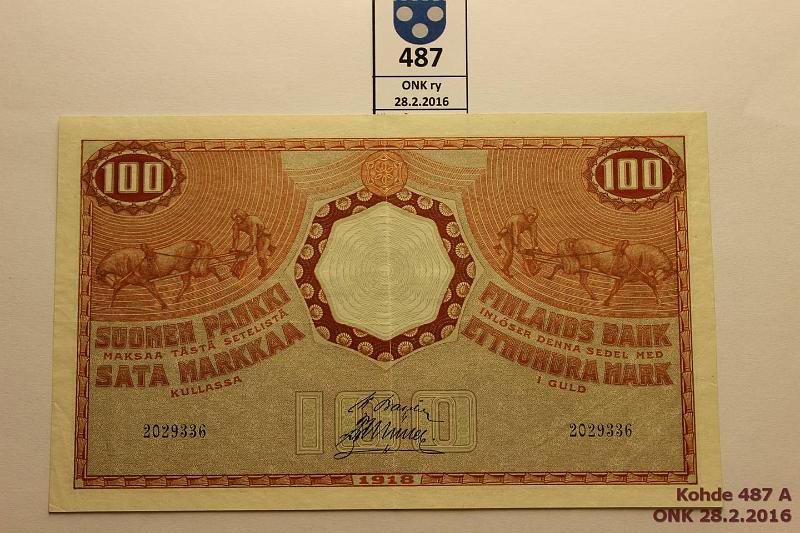 487
ONK ry
28.2.2016
100
100
SUOMEN PANKKI
MAKSAA TÄSTÄ SETELISTÄ
SATA MARKKAA
KULLASSA
FINLANDS BANK
INLÖSER DENNA SEDEL MED
ETTHUNDRA MARK
I GULD
100
2029336
2029336
1918
Kohde 487 A
ONK 28.2.2016